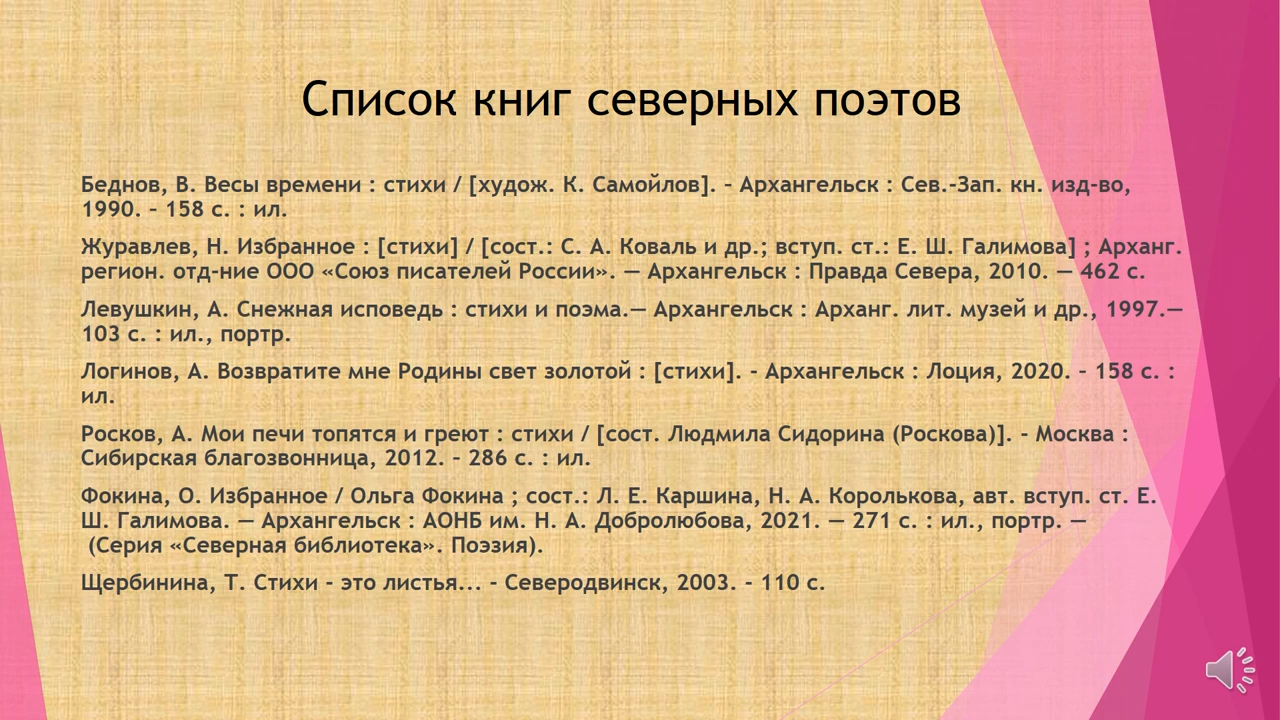 Список книг северных поэтов
Беднов, В. Весы времени : стихи / [худож. К. Самойлов]. – Архангельск : Сев.-Зап. кн. изд-во,
1990. – 158 с. : ил.
Журавлев, Н. Избранное : [стихи] / [сост.: С. А. Коваль и др.; вступ. ст.: Е. Ш. Галимова] ; Арханг.
регион. отд-ние ООО «Союз писателей России». — Архангельск : Правда Севера, 2010. — 462 с.
Левушкин, А. Снежная исповедь : стихи и поэма.— Архангельск : Арханг. лит. музей и др., 1997.—
103 с. : ил., портр.
Логинов, А. Возвратите мне Родины свет золотой : [стихи]. - Архангельск : Лоция, 2020. – 158 с. :
ил.
Росков, А. Мои печи топятся и греют : стихи / [сост. Людмила Сидорина (Роскова)]. - Москва :
Сибирская благозвонница, 2012. – 286 с. : ил.
Фокина, О. Избранное / Ольга Фокина ; сост.: Л. Е. Каршина, Н. А. Королькова, авт. вступ. ст. Е.
Ш. Галимова. — Архангельск : АОНБ им. Н. А. Добролюбова, 2021. — 271 с. : ил., портр. —
(Серия «Северная библиотека». Поэзия).
Щербинина, Т. Стихи - это листья... - Северодвинск, 2003. - 110 с.